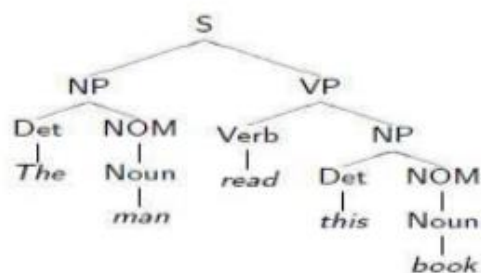 S
NP VP
Det NOM Verb NP
The Noun read Det NOM
man this Noun
book